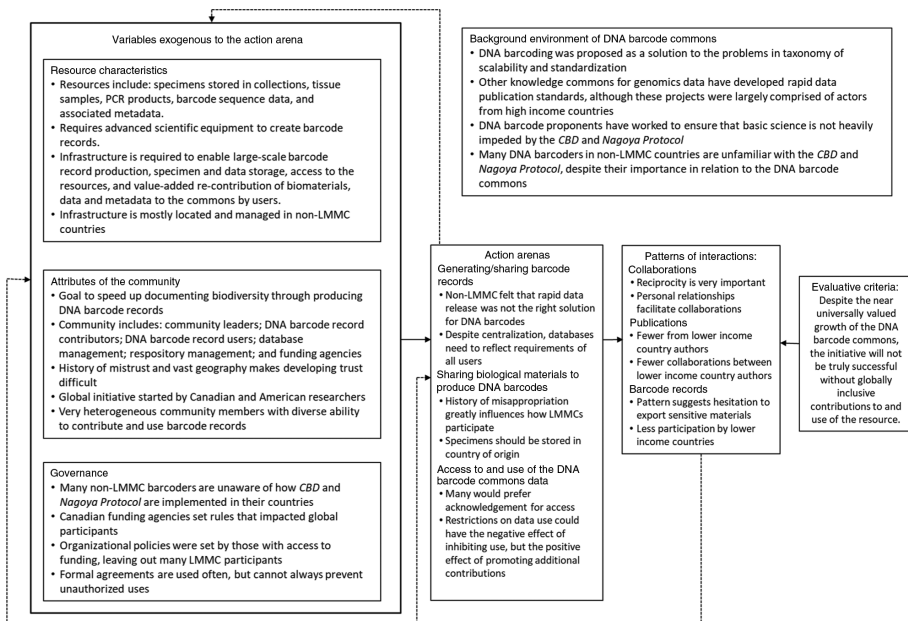 Variables exogenous to the action arena
Resource characteristics
• Resources include: specimens stored in collections, tissue
samples, PCR products, barcode sequence data, and
associated metadata.
• Requires advanced scientific equipment to create barcode
records.
• Infrastructure is required to enable large-scale barcode
record production, specimen and data storage, access to
the resources, and value-added re-contribution of biomaterials,
data and metadata to the commons by users.
• Infrastructure is mostly located and managed in non-LMMC
countries
Attributes of the community
• Goal to speed up documenting biodiversity through producing
DNA barcode records
• Community includes: community leaders; DNA barcode record
contributors; DNA barcode record users; database
management; respository management; and funding agencies
• History of mistrust and vast geography makes developing trust
difficult
• Global initiative started by Canadian and American researchers
• Very heterogeneous community members with diverse ability
to contribute and use barcode records
Governance
• Many non-LMMC barcoders are unaware of how CBD and
Nagoya Protocol are implemented in their countries
• Canadian funding agencies set rules that impacted global
participants
• Organizational policies were set by those with access to
funding, leaving out many LMMC participants
• Formal agreements are used often, but cannot always prevent
unauthorized uses
Background environment of DNA barcode commons
• DNA barcoding was proposed as a solution to the problems in taxonomy of
scalability and standardization
• Other knowledge commons for genomics data have developed rapid data
publication standards, although these projects were largely comprised of actors
from high income countries
• DNA barcode proponents have worked to ensure that basic science is not heavily
impeded by the CBD and Nagoya Protocol
• Many DNA barcoders in non-LMMC countries are unfamiliar with the CBD and
Nagoya Protocol, despite their importance in relation to the DNA barcode
commons
Action arenas
Generating/sharing barcode
records
• Non-LMMC felt that rapid data
release was not the right solution
for DNA barcodes
• Despite centralization, databases
need to reflect requirements of
all users
Sharing biological materials to
produce DNA barcodes
• History of misappropriation
greatly influences how LMMCs
participate
• Specimens should be stored in
country of origin
Access to and use of the DNA
barcode commons data
• Many would prefer
acknowledgement for access
• Restrictions on data use could
have the negative effect of
inhibiting use, but the positive
effect of promoting additional
contributions
Patterns of interactions:
Collaborations
• Reciprocity is very important
• Personal relationships
facilitate collaborations
Publications
• Fewer from lower income
country authors
• Fewer collaborations between
lower income country authors
Barcode records
• Pattern suggests hesitation to
export sensitive materials
• Less participation by lower
income countries
Evaluative criteria:
Despite the near
universally valued
growth of the DNA
barcode commons,
the initiative will not
be truly successful
without globally
inclusive
contributions to and
use of the resource.